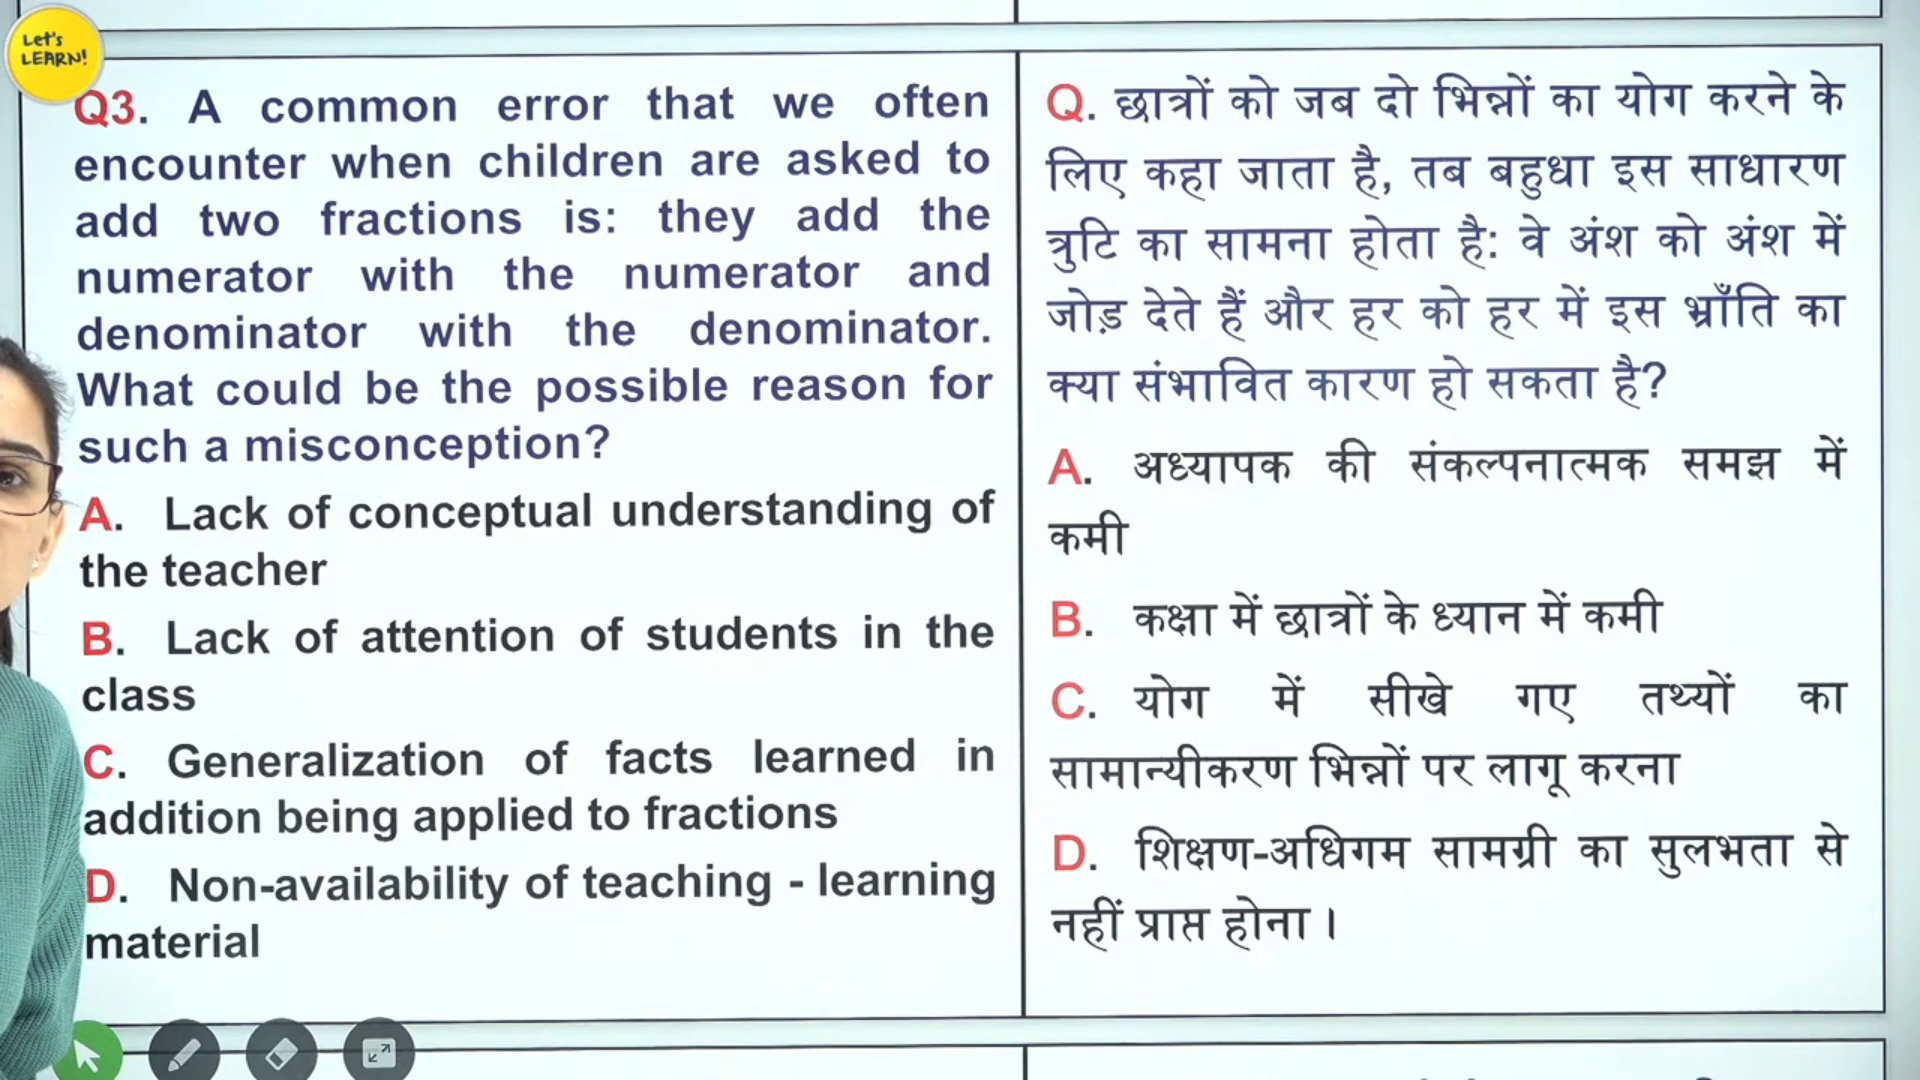 Let's
LEARN!
Q3. A common error that we often
encounter when children are asked to
add two fractions is: they add the
numerator with the numerator and
denominator with the denominator.
What could be the possible reason for
such a misconception?
A. Lack of conceptual understanding of
the teacher
B. Lack of attention of students in the
class
C. Generalization of facts learned in
addition being applied to fractions
D. Non-availability of teaching - learning
material
Q. छात्रों को जब दो भिन्नों का योग करने के
लिए कहा जाता है, तब बहुधा इस साधारण
त्रुटि का सामना होता है: वे अंश को अंश में
जोड़ देते हैं और हर को हर में इस भ्राँति का
क्या संभावित कारण हो सकता है?
A. अध्यापक की संकल्पनात्मक समझ में
कमी
B. कक्षा में छात्रों के ध्यान में कमी
C. योग में सीखे गए तथ्यों का
सामान्यीकरण भिन्नों पर लागू करना
D. शिक्षण-अधिगम सामग्री का सुलभता से
नहीं प्राप्त होना।